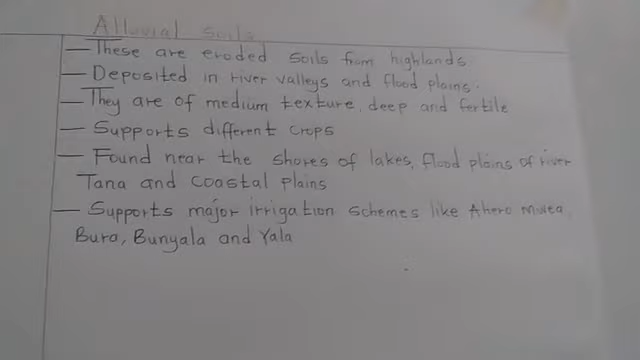 Alluvial Soils
— These are eroded soils from highlands.
— Deposited in river valleys and flood plains.
— They are of medium texture, deep and fertile
— Supports different crops
— Found near the shores of lakes, flood plains of river
Tana and coastal plains
— Supports major irrigation schemes like Ahero Mwea,
Bura, Bunyala and Yala